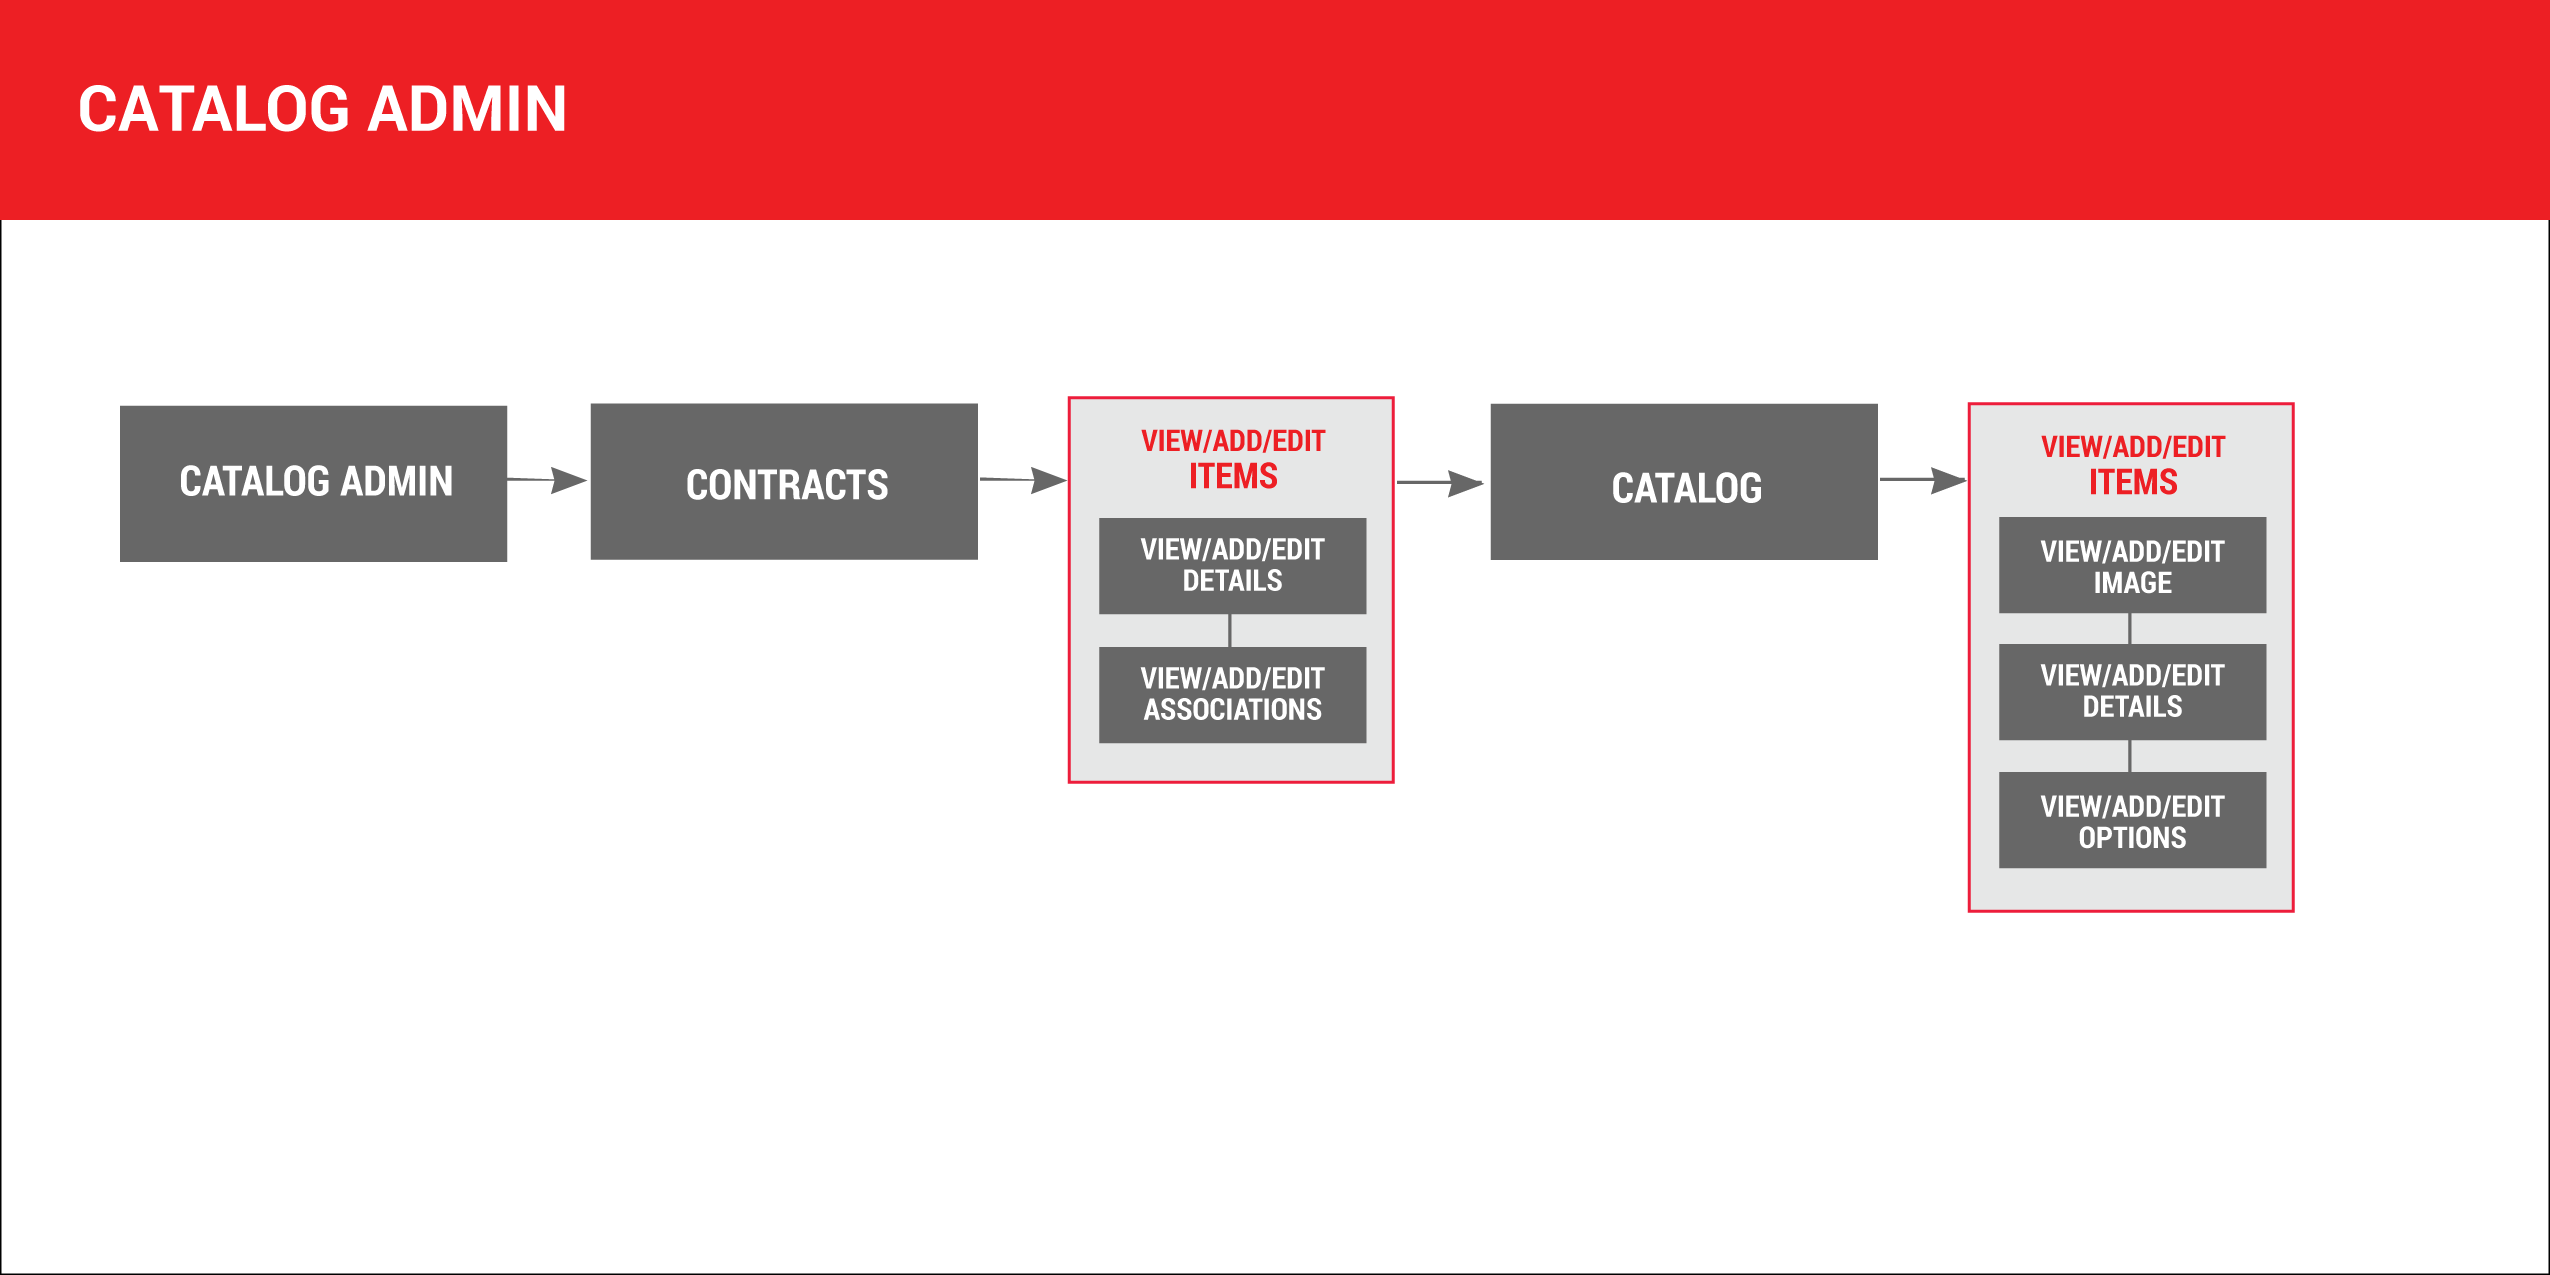 CATALOG ADMIN
CATALOG ADMIN
CONTRACTS
VIEW/ADD/EDIT
ITEMS
VIEW/ADD/EDIT
DETAILS
VIEW/ADD/EDIT
ASSOCIATIONS
CATALOG
VIEW/ADD/EDIT
ITEMS
VIEW/ADD/EDIT
IMAGE
VIEW/ADD/EDIT
DETAILS
VIEW/ADD/EDIT
OPTIONS